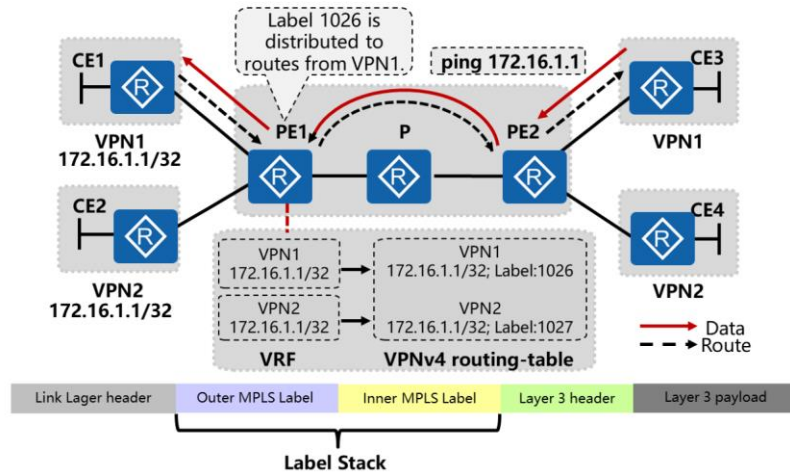 Label 1026 is
distributed to
routes from VPN1.
ping 172.16.1.1
CE1
VPN1
172.16.1.1/32
PE1
P
PE2
CE3
VPN1
CE2
VPN2
172.16.1.1/32
CE4
VPN2
R
R
R
R
R
R
R
VPN1
172.16.1.1/32
VPN1
172.16.1.1/32; Label:1026
VPN2
172.16.1.1/32
VPN2
172.16.1.1/32; Label:1027
VRF
VPNv4 routing-table
Data
Route
Link Lager header
Outer MPLS Label
Inner MPLS Label
Layer 3 header
Layer 3 payload
Label Stack